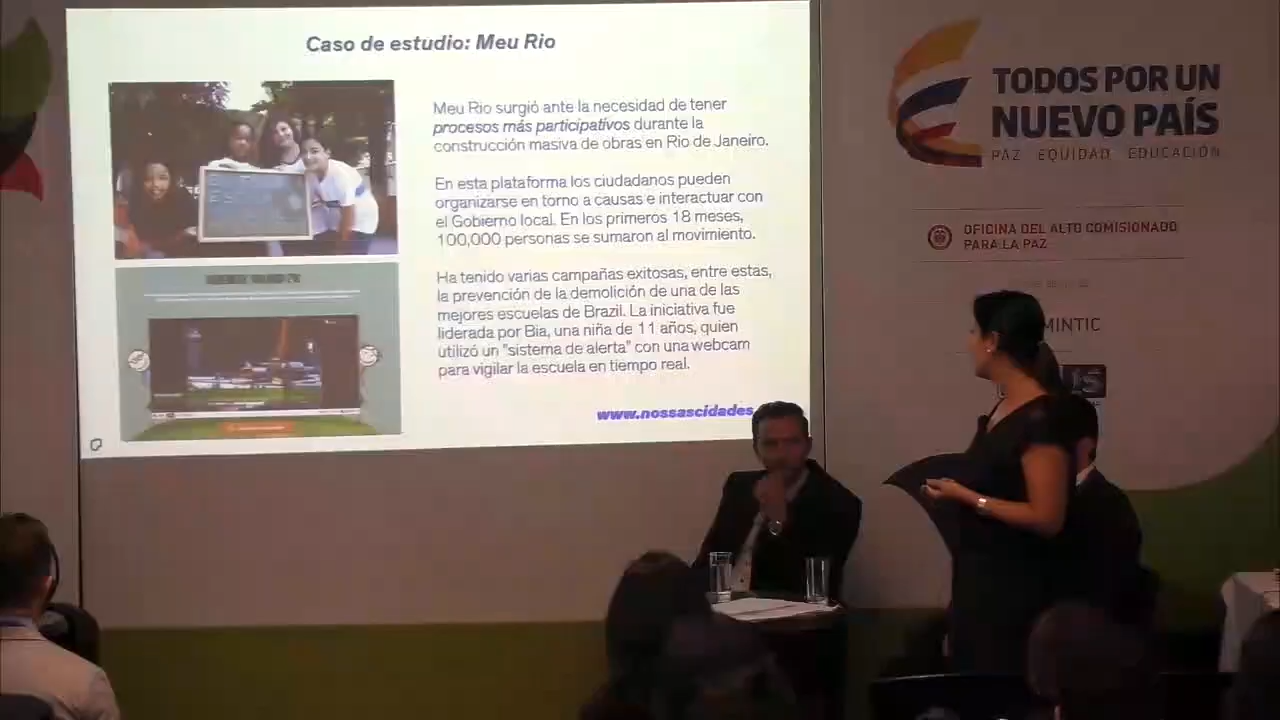 Caso de estudio: Meu Rio
Meu Rio surgió ante la necesidad de tener
procesos más participativos durante la
construcción masiva de obras en Rio de Janeiro.
En esta plataforma los ciudadanos pueden
organizarse en torno a causas e interactuar con
el Gobierno local. En los primeros 18 meses,
100,000 personas se sumaron al movimiento.
Ha tenido varias campañas exitosas, entre estas,
la prevención de la demolición de una de las
mejores escuelas de Brazil. La iniciativa fue
liderada por Bia, una niña de 11 años, quien
utilizó un "sistema de alerta" con una webcam
para vigilar la escuela en tiempo real.
www.nossascidades.
TODOS POR UN
NUEVO PAÍS
PAZ EQUIDAD EDUCACIÓN
OFICINA DEL ALTO COMISIONADO
PARA LA PAZ
MINTIC